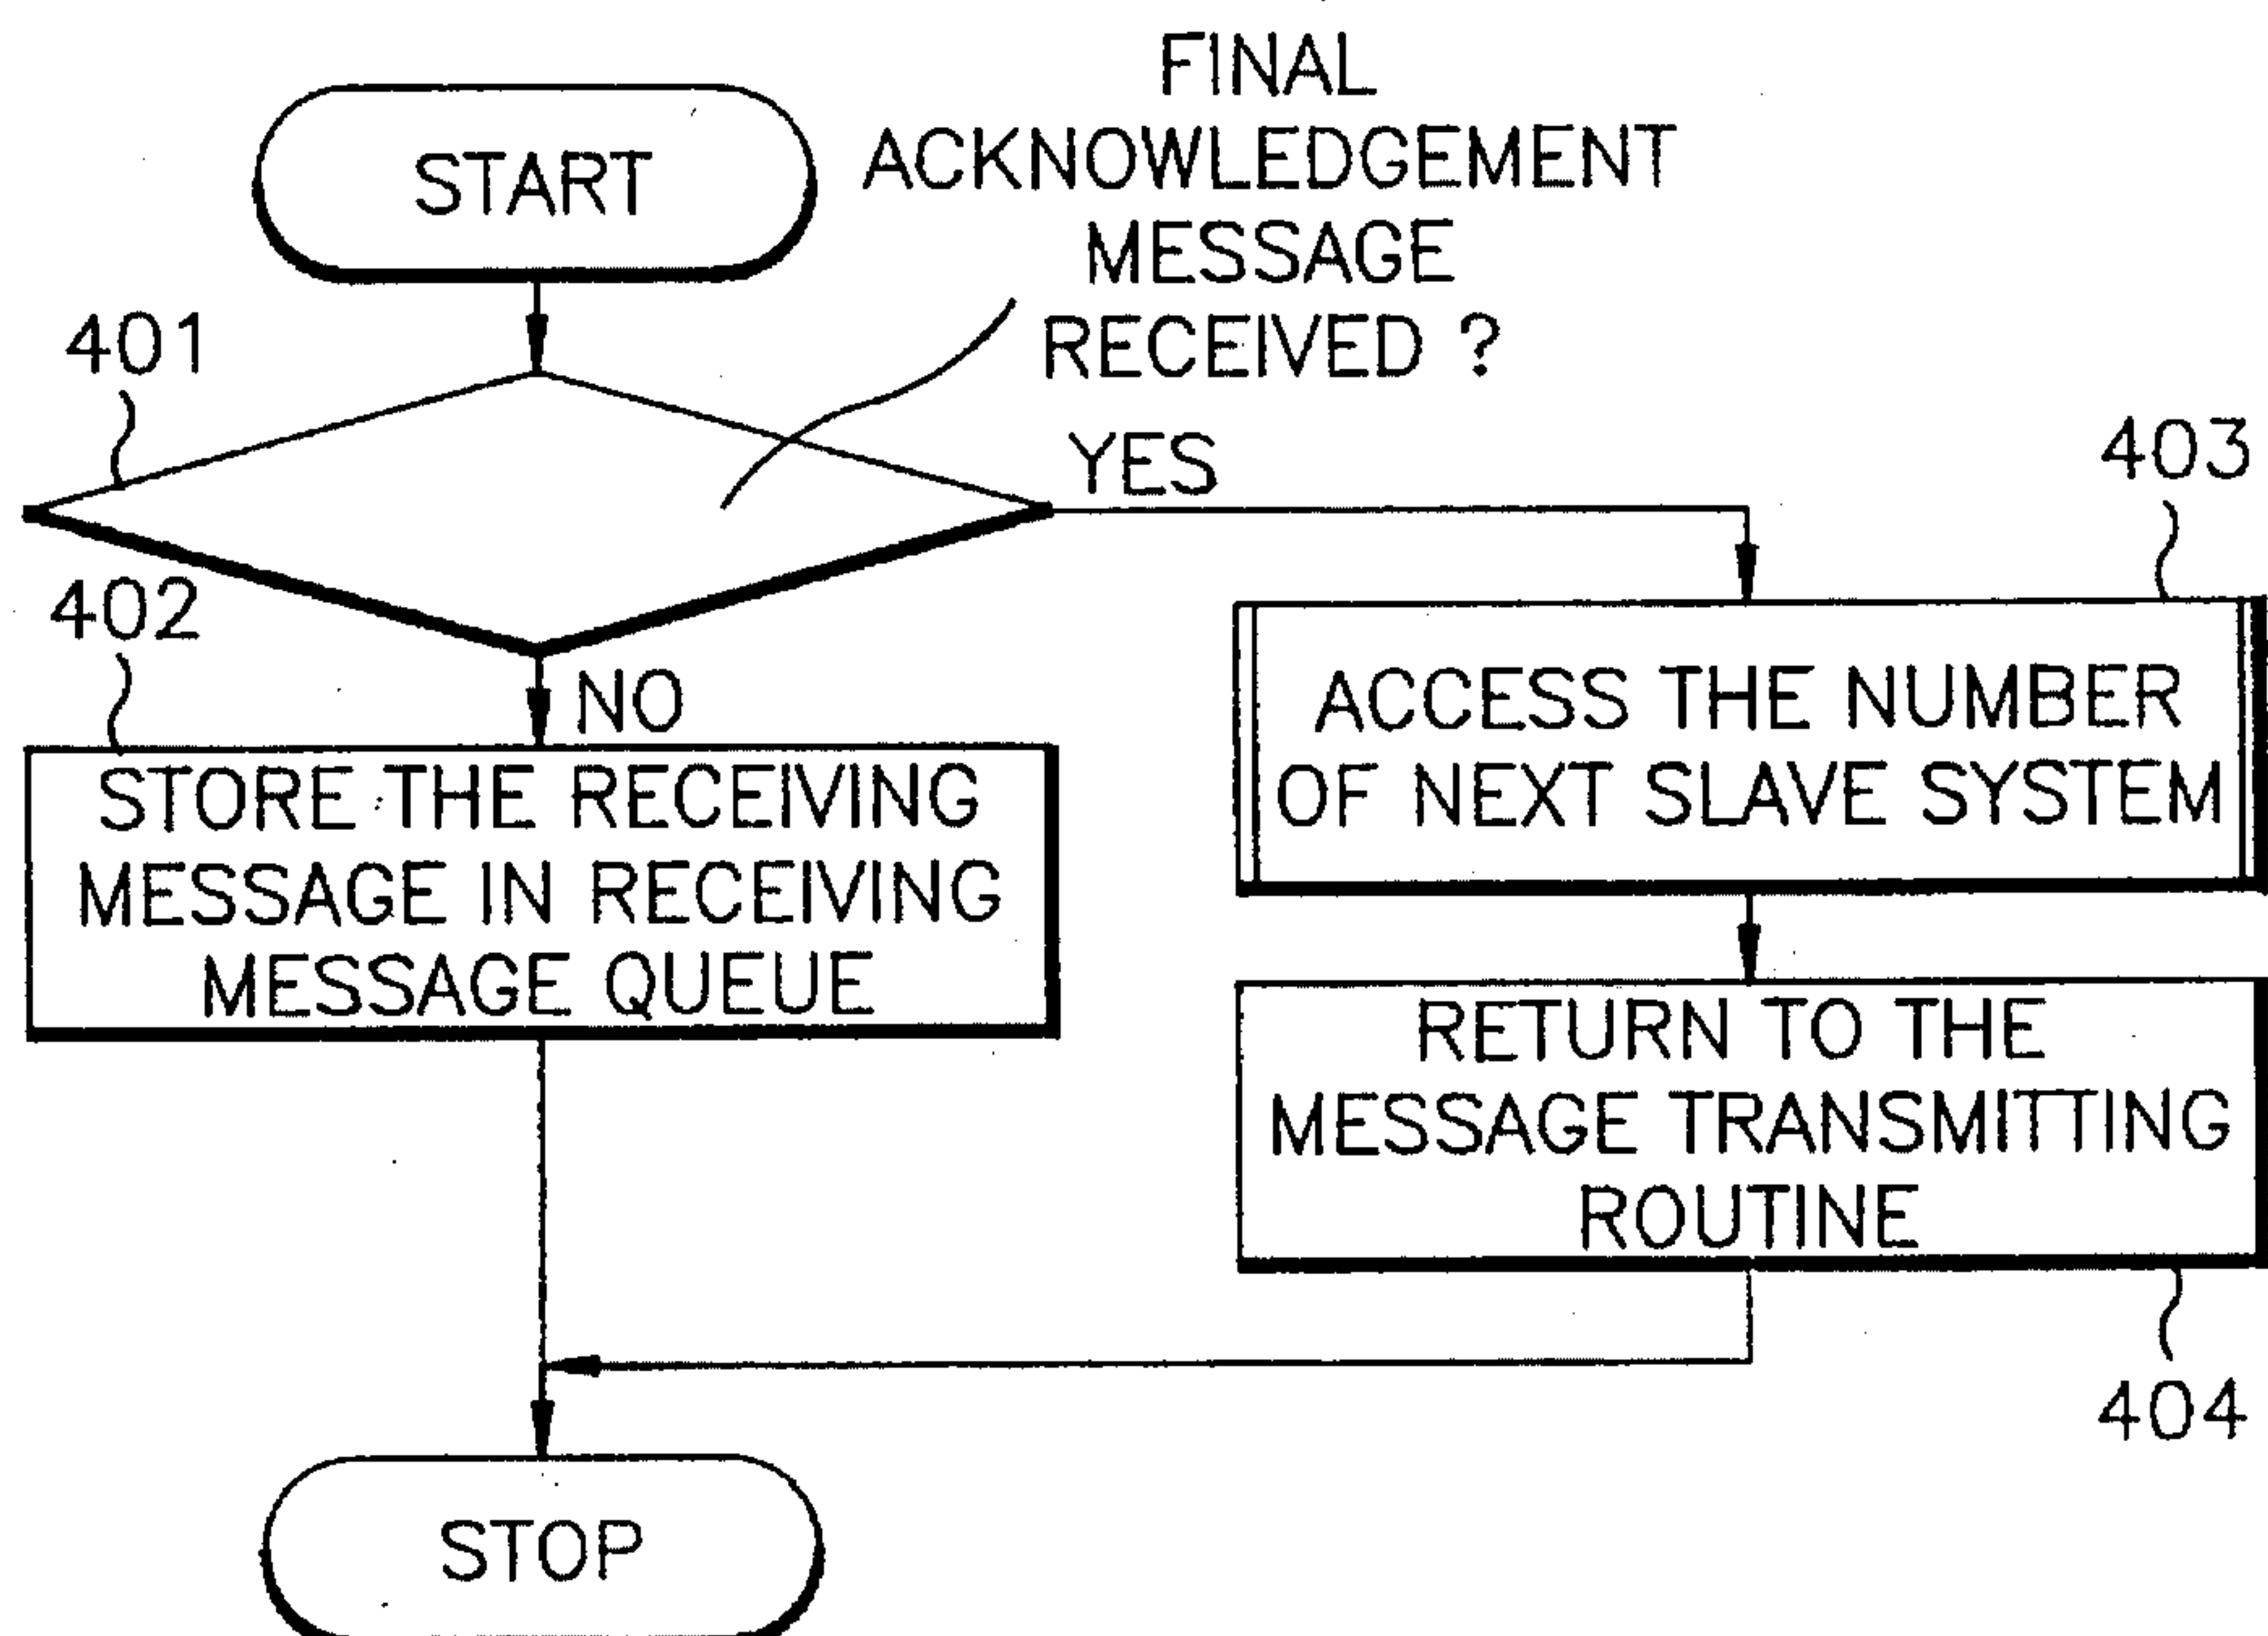 START
FINAL
ACKNOWLEDGEMENT
MESSAGE
RECEIVED ?
401
YES
403
402
NO
ACCESS THE NUMBER
OF NEXT SLAVE SYSTEM
STORE THE RECEIVING
MESSAGE IN RECEIVING
MESSAGE QUEUE
RETURN TO THE
MESSAGE TRANSMITTING
ROUTINE
404
STOP